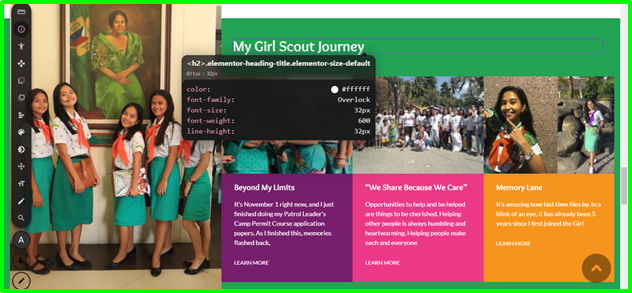 My Girl Scout Journey
<h2>.elementor-heading-title.elementor-size-default
811px · 32px
color: #ffffff
font-family: Overlock
font-size: 32px
font-weight: 600
line-height: 32px
Beyond My Limits
It's November 1 right now, and I just
finished doing my Patrol Leader's
Camp Permit Course application
papers. As I finished this, memories
flashed back,
LEARN MORE
"We Share Because We Care"
Opportunities to help and be helped
are things to be cherished. Helping
other people is always humbling and
heartwarming. Helping people make
each and everyone
LEARN MORE
Memory Lane
It's amazing how fast time flies by. In a
blink of an eye, it has already been 5
years since I first joined the Girl
LEARN MORE